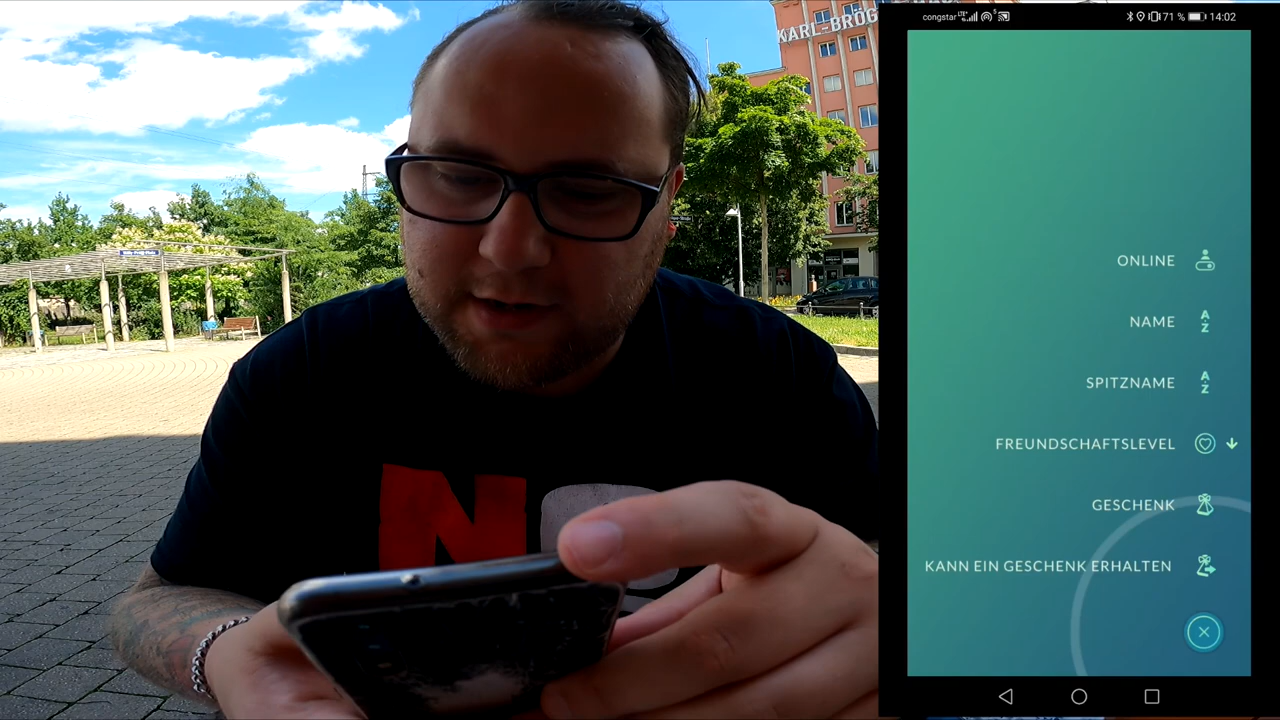 KARL-BRÖG
N
congstar
71 % 14:02
ONLINE
NAME
SPITZNAME
FREUNDSCHAFTSLEVEL
GESCHENK
KANN EIN GESCHENK ERHALTEN